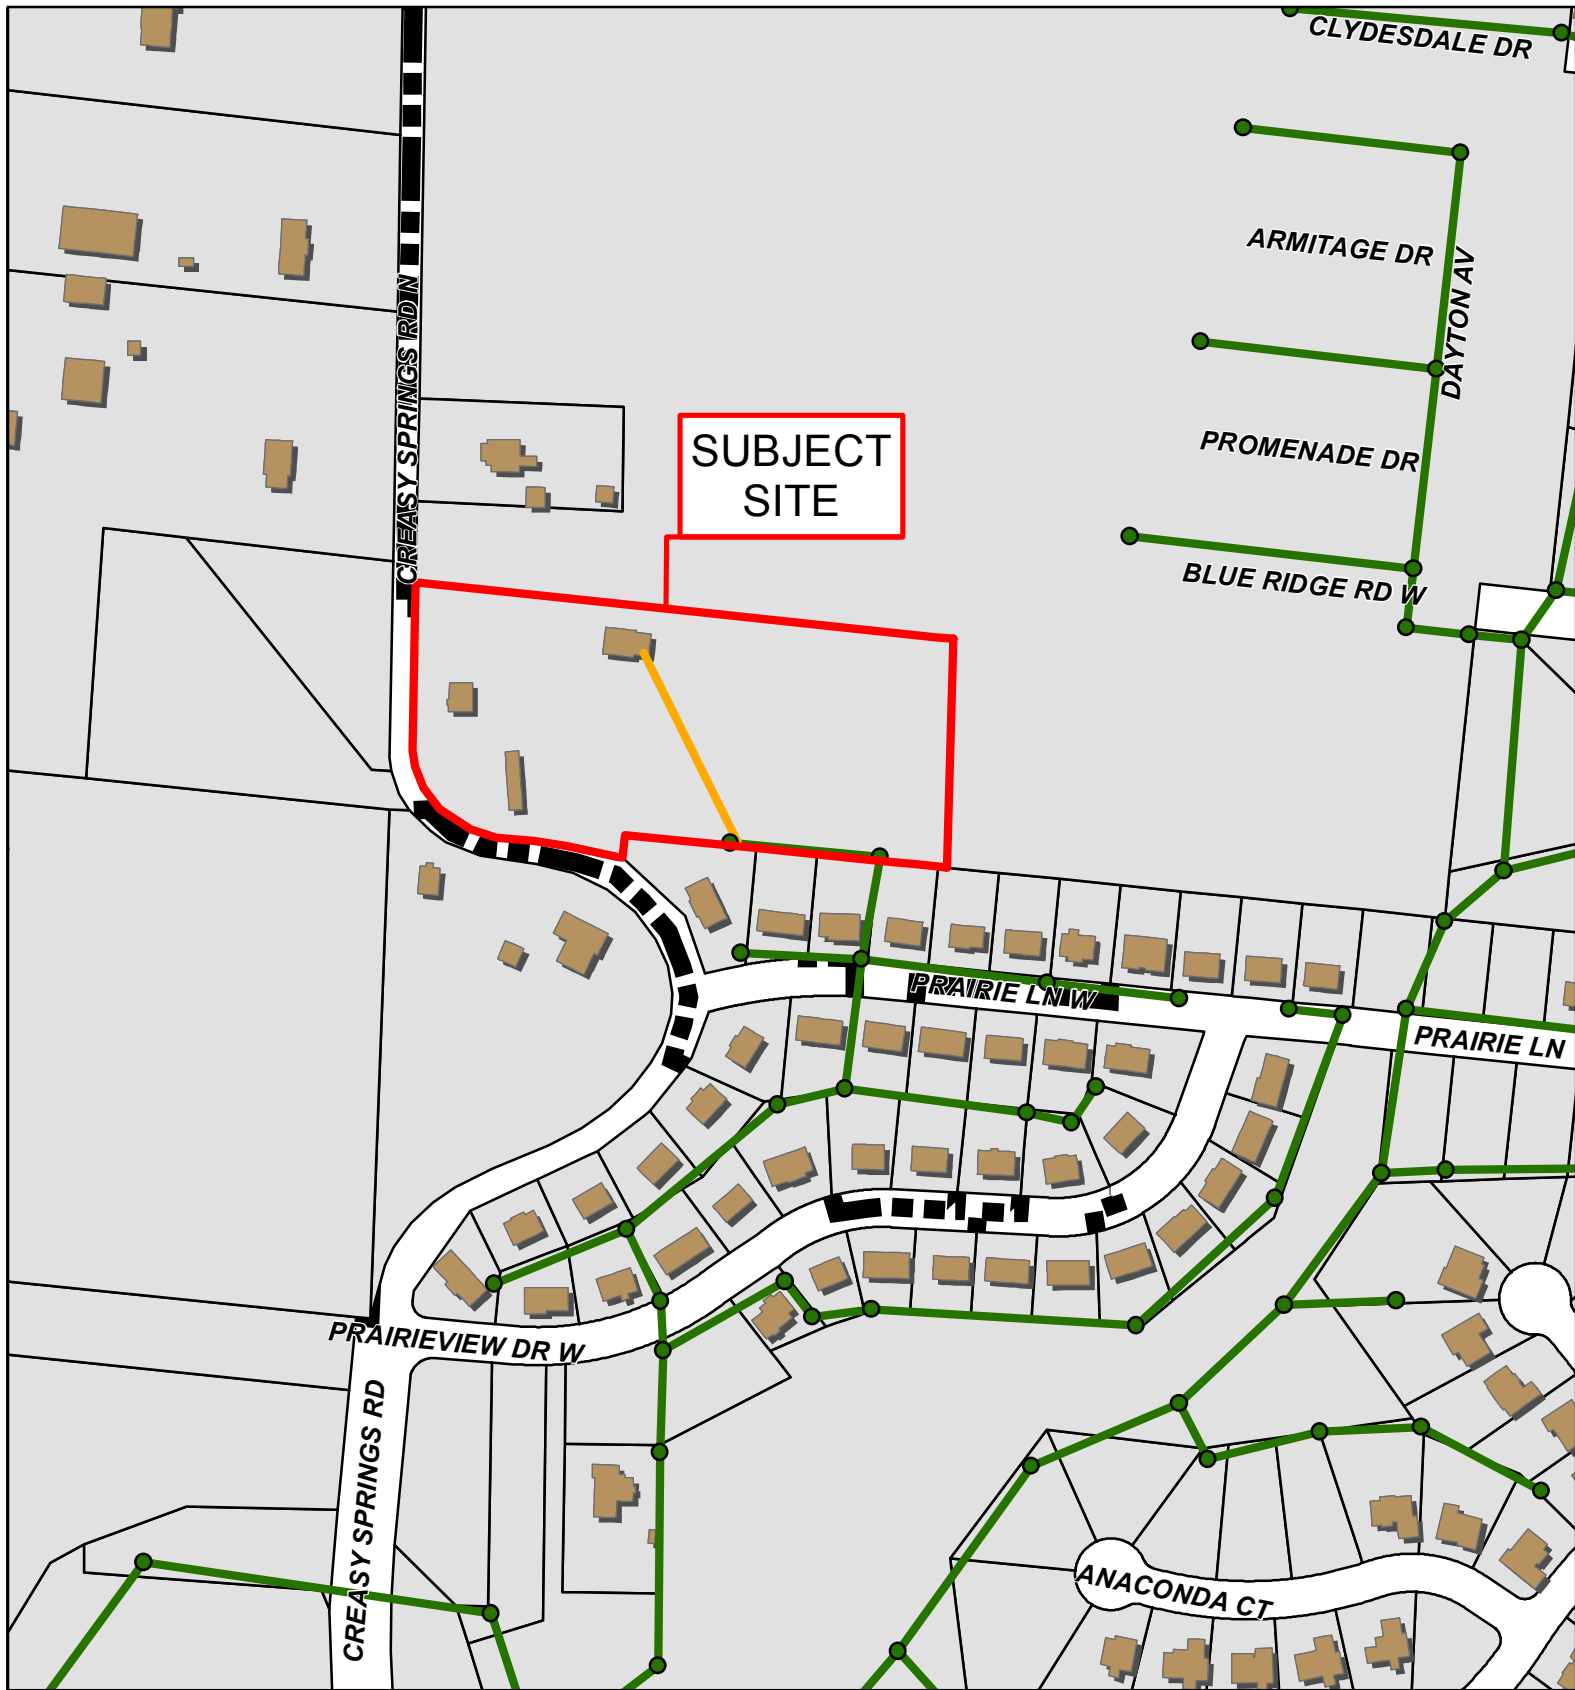 CLYDESDALE DR
ARMITAGE DR
DAYTON AV
CREASY SPRINGS RD N
SUBJECT
SITE
PROMENADE DR
BLUE RIDGE RD W
PRAIRIE LN W
PRAIRIE LN
PRAIRIEVIEW DR W
CREASY SPRINGS RD
ANACONDA CT